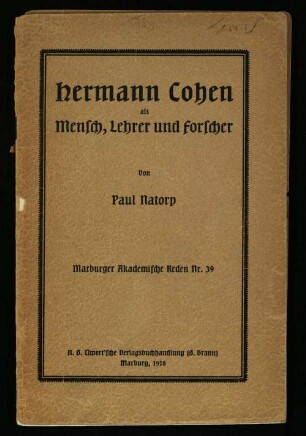 Hermann Cohen
als
Mensch, Lehrer und Forscher
Von
Paul Natorp
Marburger Akademische Reden Nr. 39
N. G. Elwert'sche Verlagsbuchhandlung (G. Braun)
Marburg, 1918